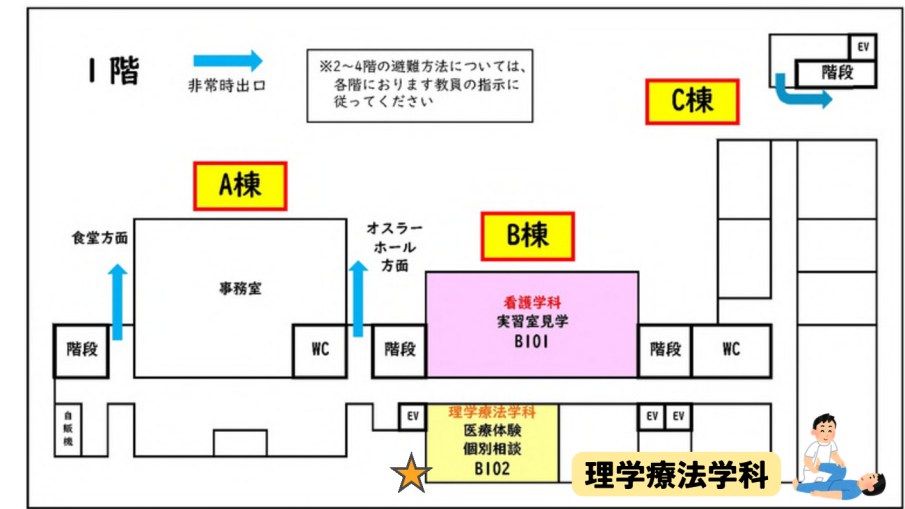 1階
非常時出口
※2~4階の避難方法については、
各階におります教員の指示に
従ってください
EV
階段
C棟
A棟
食堂方面
オスラー
ホール
方面
B棟
事務室
看護学科
実習室見学
B101
階段
WC
階段
階段
WC
自販機
EV
理学療法学科
医療体験
個別相談
B102
EV
EV
理学療法学科